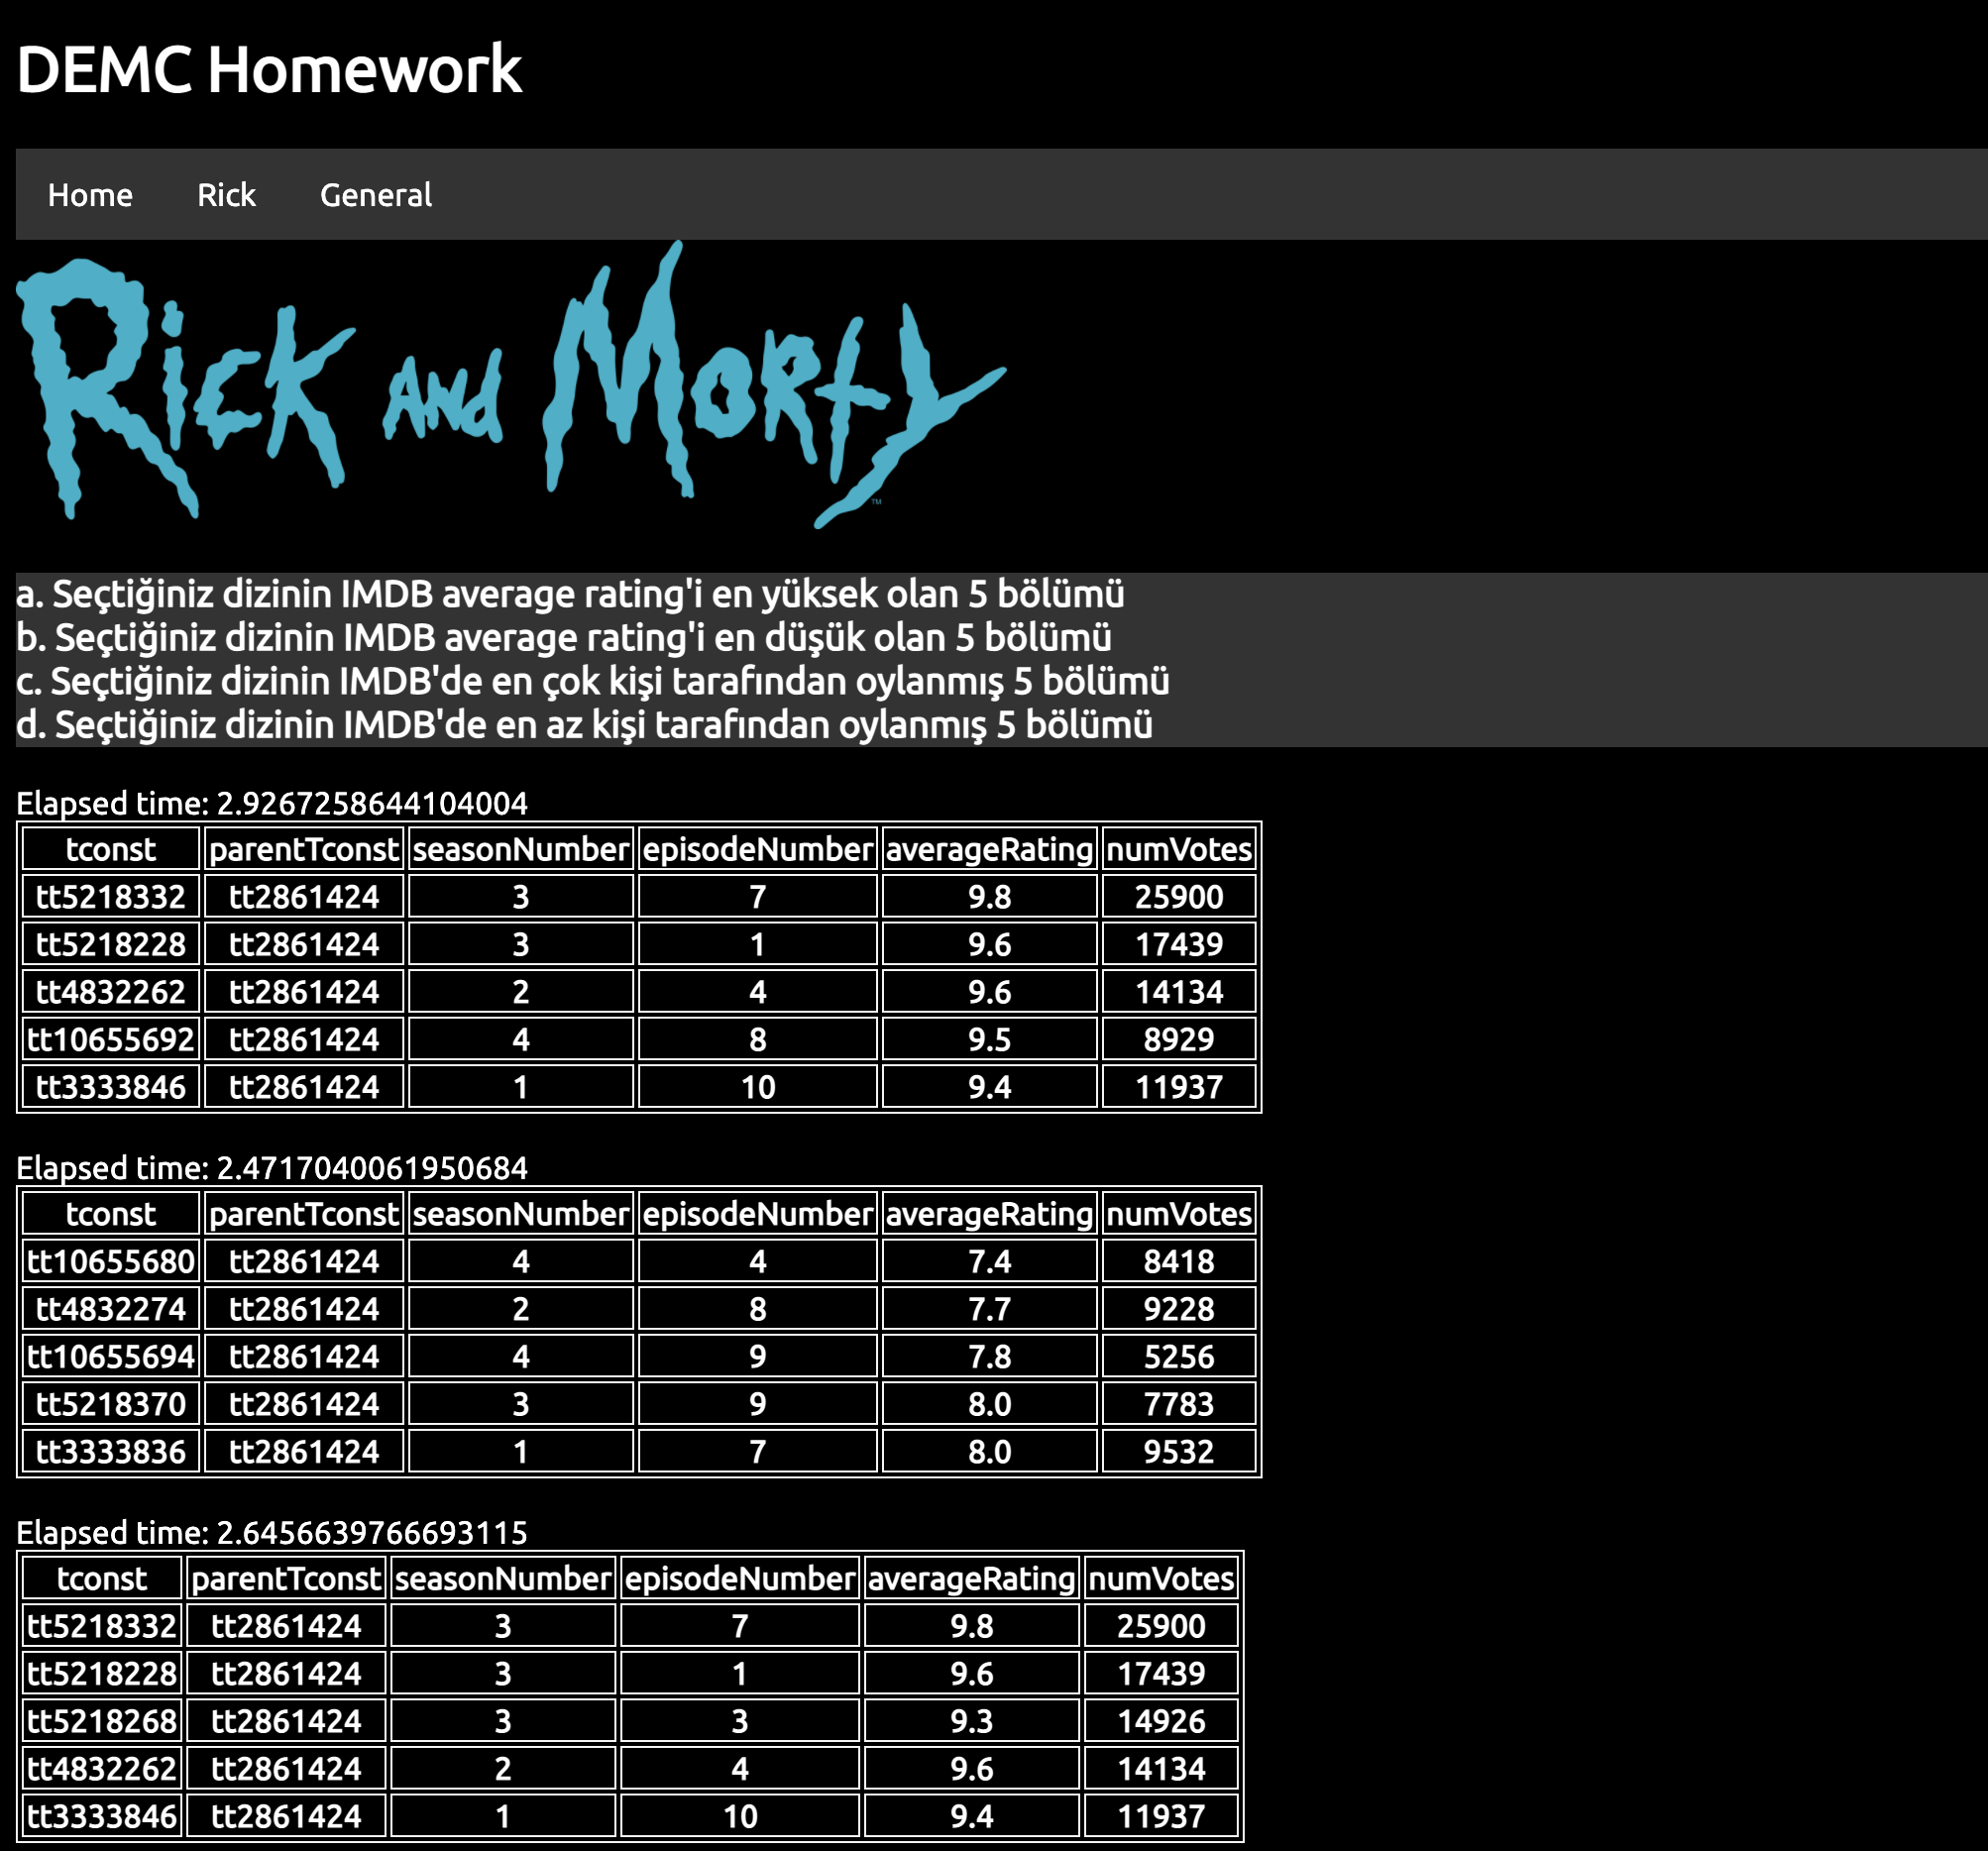 DEMC Homework
Home Rick General
Rick and Morty ™
a. Seçtiğiniz dizinin IMDB average rating'i en yüksek olan 5 bölümü
b. Seçtiğiniz dizinin IMDB average rating'i en düşük olan 5 bölümü
c. Seçtiğiniz dizinin IMDB'de en çok kişi tarafından oylanmış 5 bölümü
d. Seçtiğiniz dizinin IMDB'de en az kişi tarafından oylanmış 5 bölümü
Elapsed time: 2.9267258644104004
tconst parentTconst seasonNumber episodeNumber averageRating numVotes
tt5218332 tt2861424 3 7 9.8 25900
tt5218228 tt2861424 3 1 9.6 17439
tt4832262 tt2861424 2 4 9.6 14134
tt10655692 tt2861424 4 8 9.5 8929
tt3333846 tt2861424 1 10 9.4 11937
Elapsed time: 2.4717040061950684
tconst parentTconst seasonNumber episodeNumber averageRating numVotes
tt10655680 tt2861424 4 4 7.4 8418
tt4832274 tt2861424 2 8 7.7 9228
tt10655694 tt2861424 4 9 7.8 5256
tt5218370 tt2861424 3 9 8.0 7783
tt3333836 tt2861424 1 7 8.0 9532
Elapsed time: 2.6456639766693115
tconst parentTconst seasonNumber episodeNumber averageRating numVotes
tt5218332 tt2861424 3 7 9.8 25900
tt5218228 tt2861424 3 1 9.6 17439
tt5218268 tt2861424 3 3 9.3 14926
tt4832262 tt2861424 2 4 9.6 14134
tt3333846 tt2861424 1 10 9.4 11937